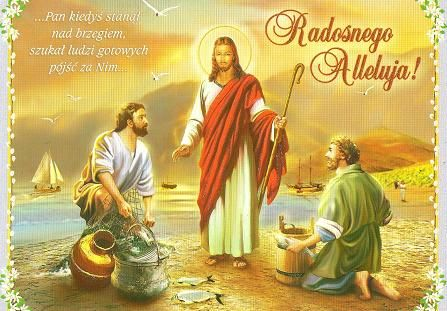 ...Pan kiedyś stanął
nad brzegiem,
szukał ludzi gotowych
pójść za Nim...
Radosnego
Alleluja!